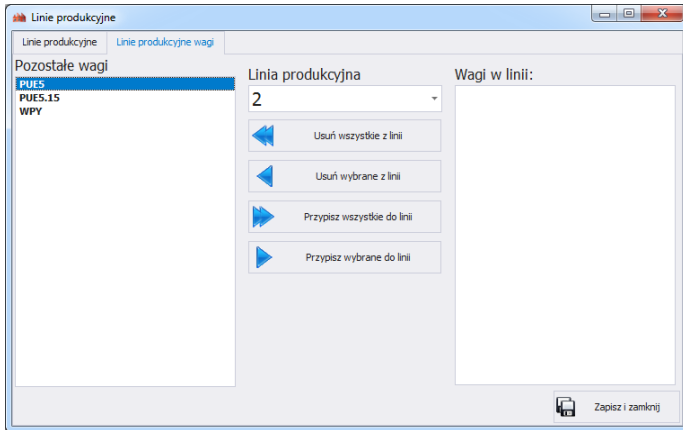 Linie produkcyjne
Linie produkcyjne
Linie produkcyjne wagi
Pozostałe wagi
PUE5
PUE5.15
WPY
Linia produkcyjna
2
Usuń wszystkie z linii
Usuń wybrane z linii
Przypisz wszystkie do linii
Przypisz wybrane do linii
Wagi w linii:
Zapisz i zamknij